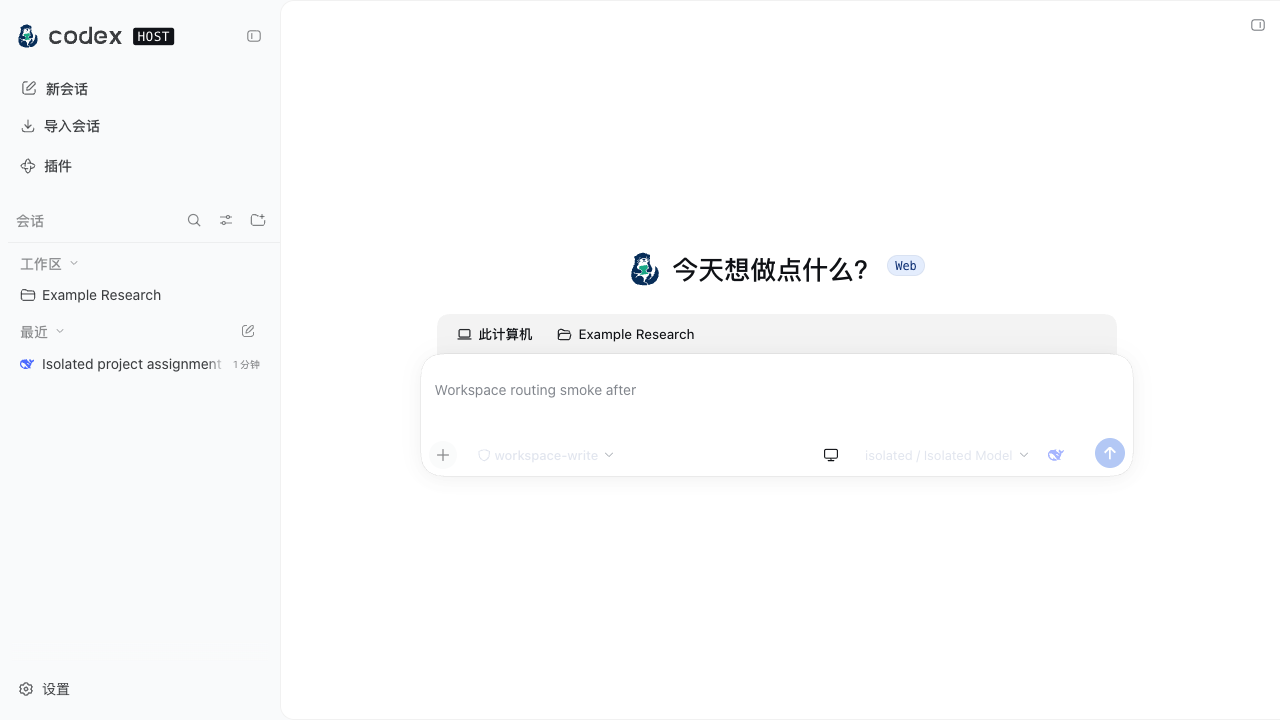 codex HOST
新会话
导入会话
插件
会话
工作区
Example Research
最近
Isolated project assignment 1 分钟
设置
今天想做点什么? Web
此计算机 Example Research
Workspace routing smoke after
workspace-write isolated / Isolated Model